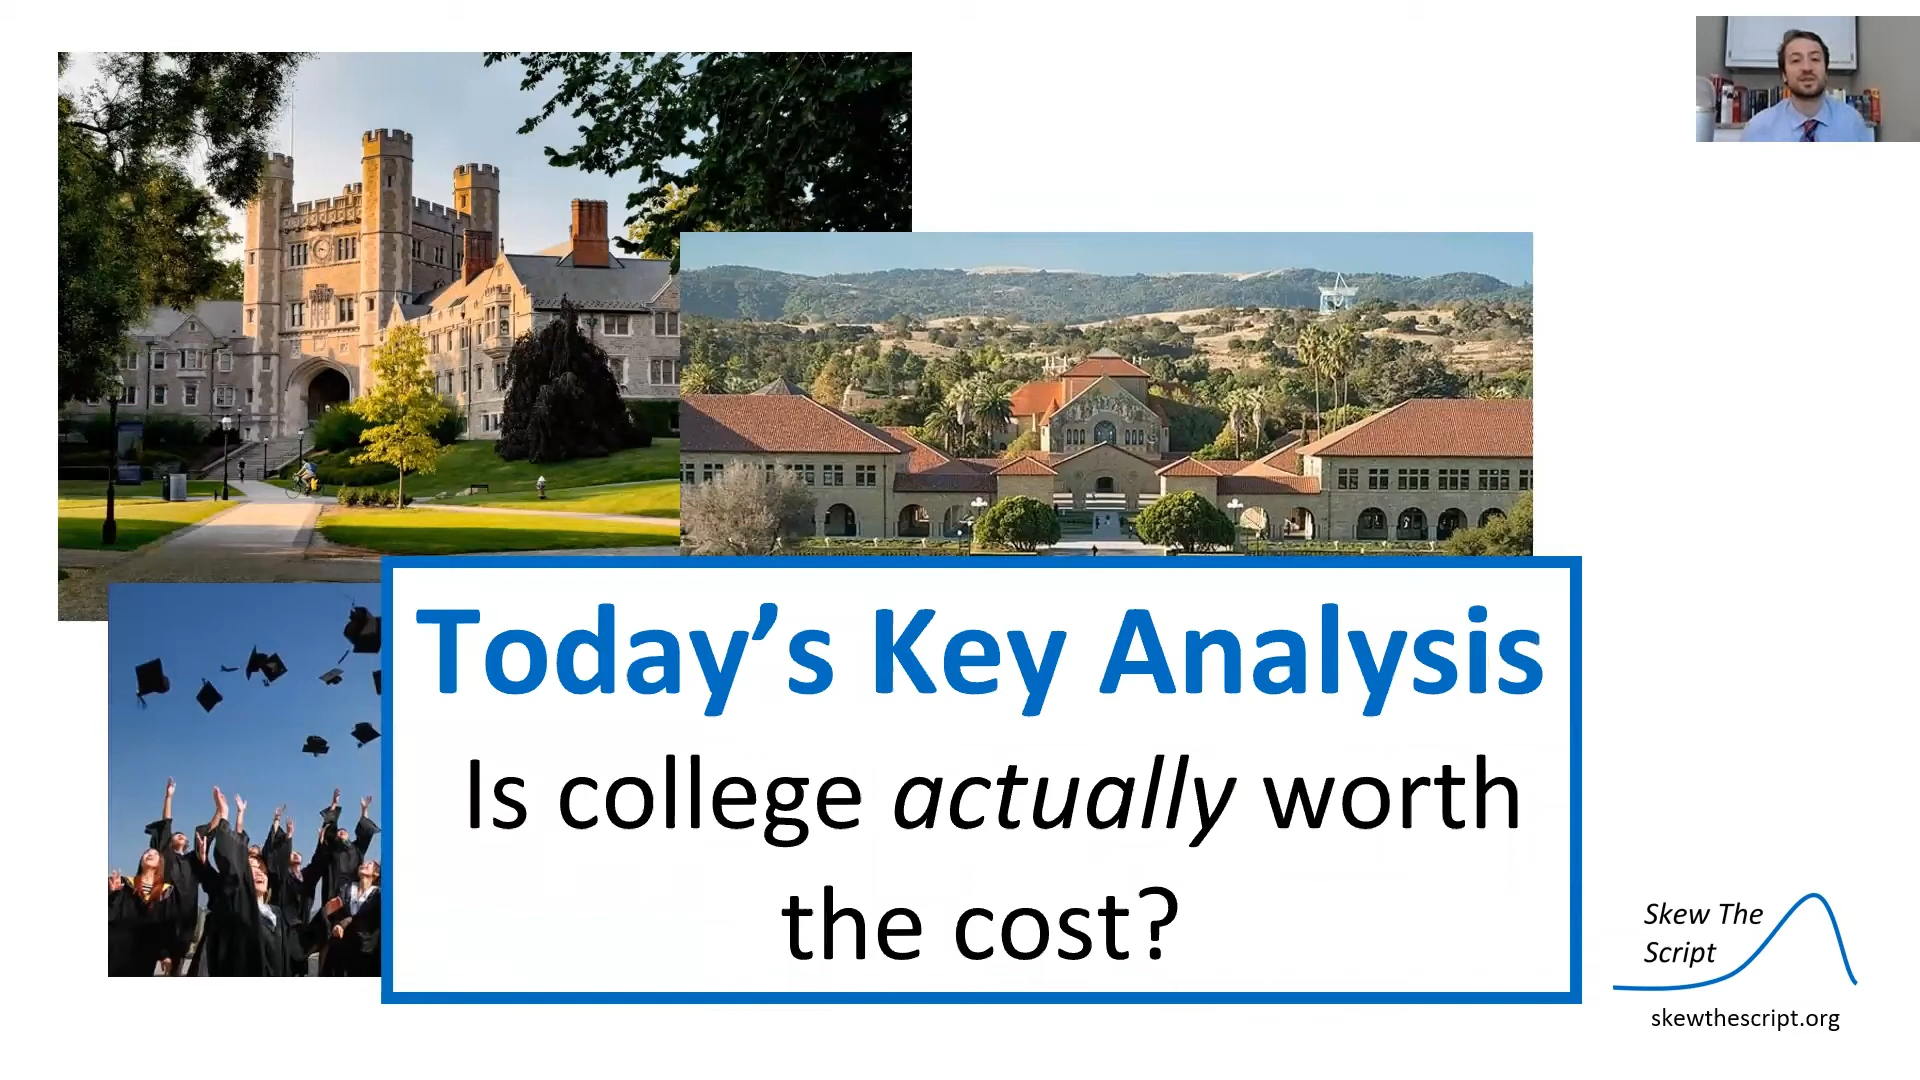 Today’s Key Analysis
Is college actually worth
the cost?
Skew The
Script
skewthescript.org